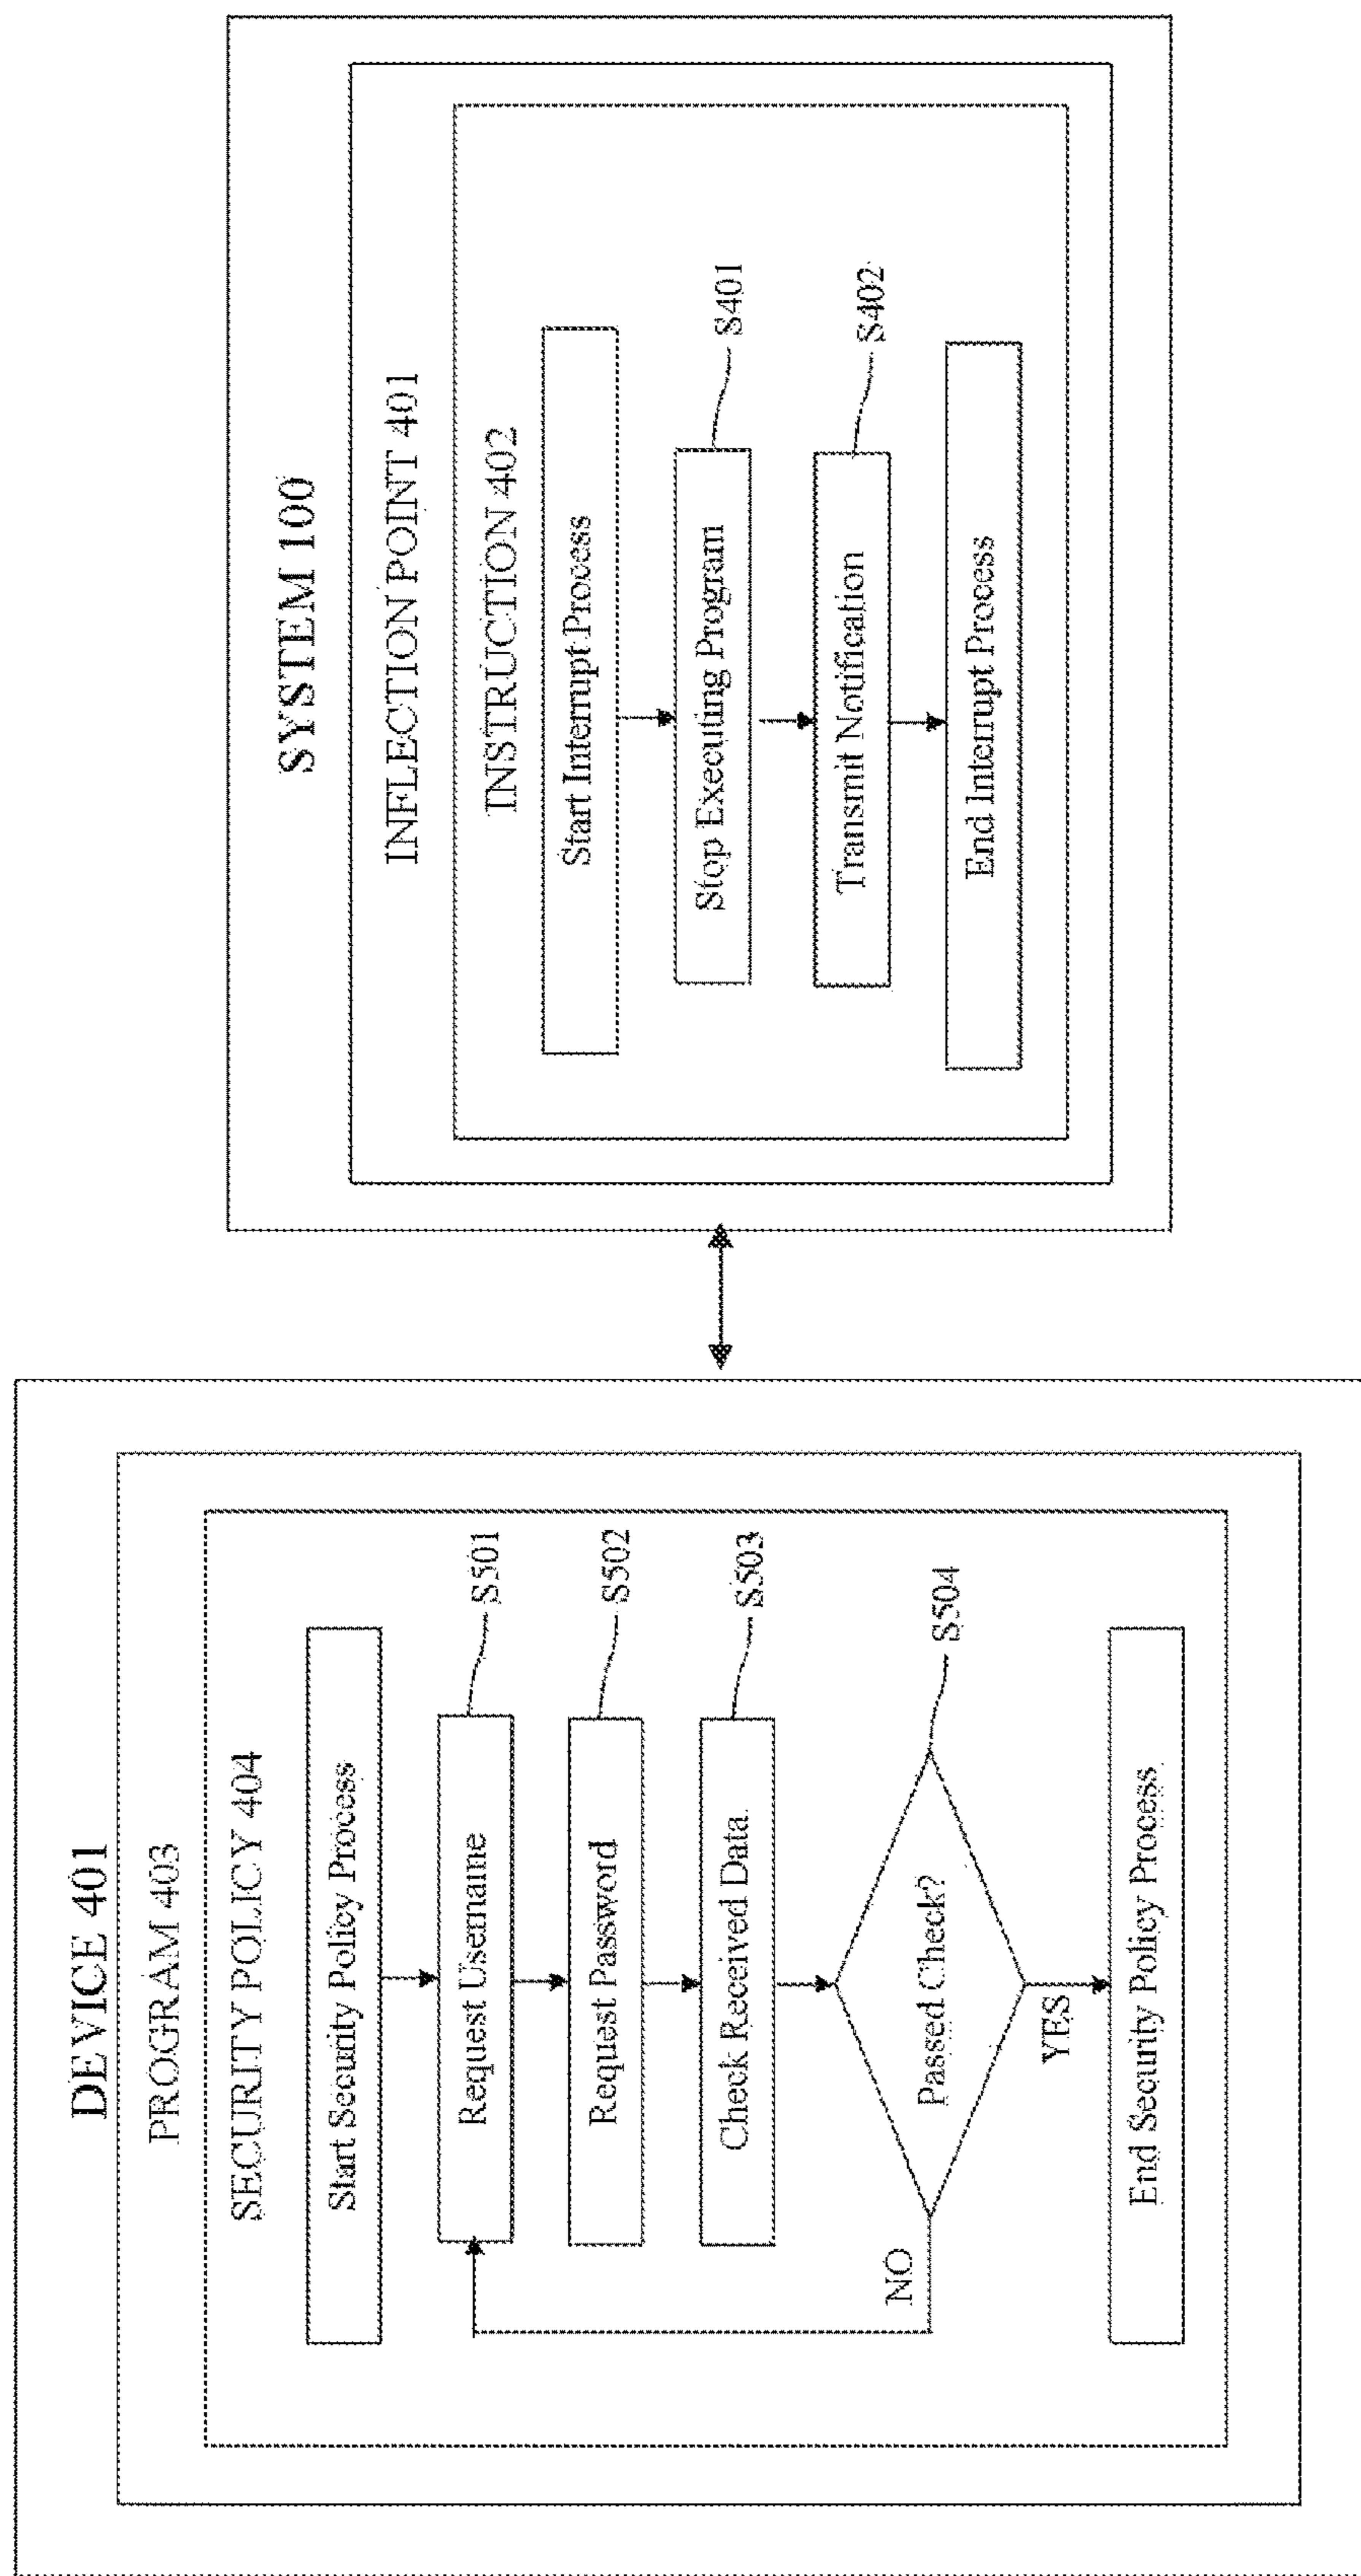 DEVICE 401
PROGRAM 403
SECURITY POLICY 404
Start Security Policy Process
Request Username
S501
Request Password
S502
Check Received Data
S503
Passed Check?
S504
NO
YES
End Security Policy Process
SYSTEM 100
INFLECTION POINT 401
INSTRUCTION 402
Start Interrupt Process
Stop Executing Program
S401
Transmit Notification
S402
End Interrupt Process